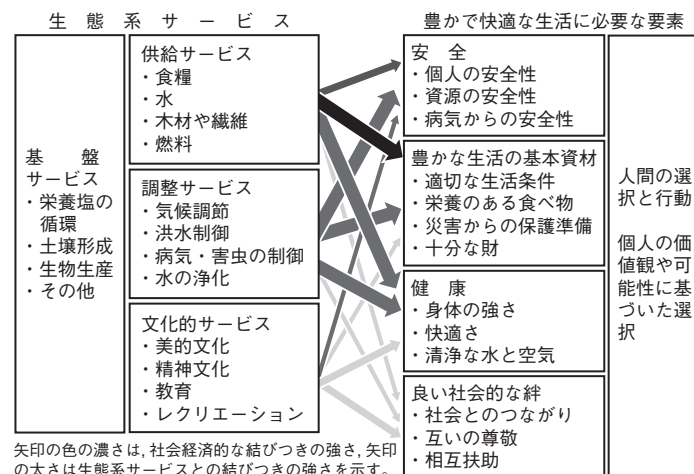 生態系サービス
豊かで快適な生活に必要な要素
基盤
サービス
・栄養塩の
循環
・土壌形成
・生物生産
・その他
供給サービス
・食糧
・水
・木材や繊維
・燃料
調整サービス
・気候調節
・洪水制御
・病気・害虫の制御
・水の浄化
文化的サービス
・美的文化
・精神文化
・教育
・レクリエーション
安全
・個人の安全性
・資源の安全性
・病気からの安全性
豊かな生活の基本資材
・適切な生活条件
・栄養のある食べ物
・災害からの保護準備
・十分な財
健康
・身体の強さ
・快適さ
・清浄な水と空気
良い社会的な絆
・社会とのつながり
・互いの尊敬
・相互扶助
人間の選
択と行動
個人の価
値観や可
能性に基
づいた選
択
矢印の色の濃さは,社会経済的な結びつきの強さ,矢印
の太さは生態系サービスとの結びつきの強さを示す。